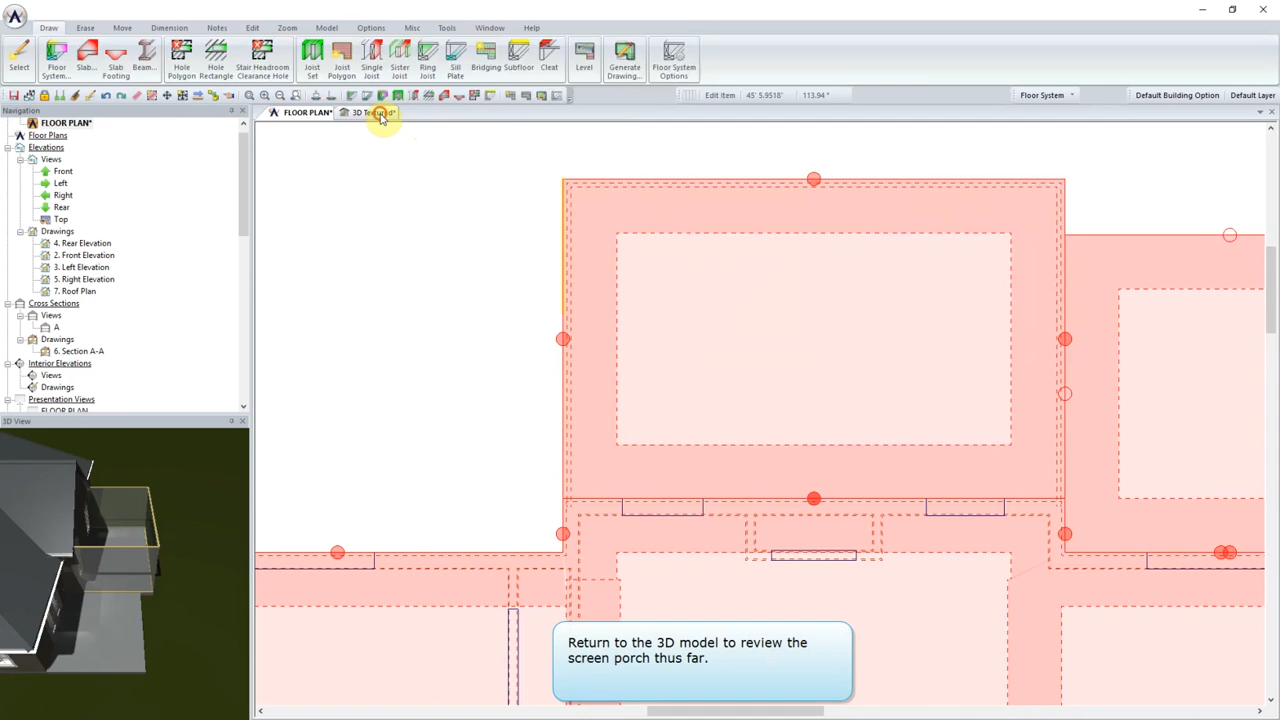 Draw Erase Move Dimension Notes Edit Zoom Model Options Misc Tools Window Help
Select
Floor System...
Slab...
Slab Footing
Beam...
Hole Polygon
Hole Rectangle
Stair Headroom Clearance Hole
Joist Set
Joist Polygon
Single Joist
Sister Joist
Ring Joist
Sill Plate
Bridging
Subfloor
Cleat
Level
Generate Drawing...
Floor System Options
Edit Item 45' 5.9518' 113.94° Floor System Default Building Option Default Layer
Navigation
FLOOR PLAN* 3D Textured*
FLOOR PLAN*
Floor Plans
Elevations
Views
Front
Left
Right
Rear
Top
Drawings
4. Rear Elevation
2. Front Elevation
3. Left Elevation
5. Right Elevation
7. Roof Plan
Cross Sections
Views
A
Drawings
6. Section A-A
Interior Elevations
Views
Drawings
Presentation Views
FLOOR PLAN
3D View
Return to the 3D model to review the
screen porch thus far.